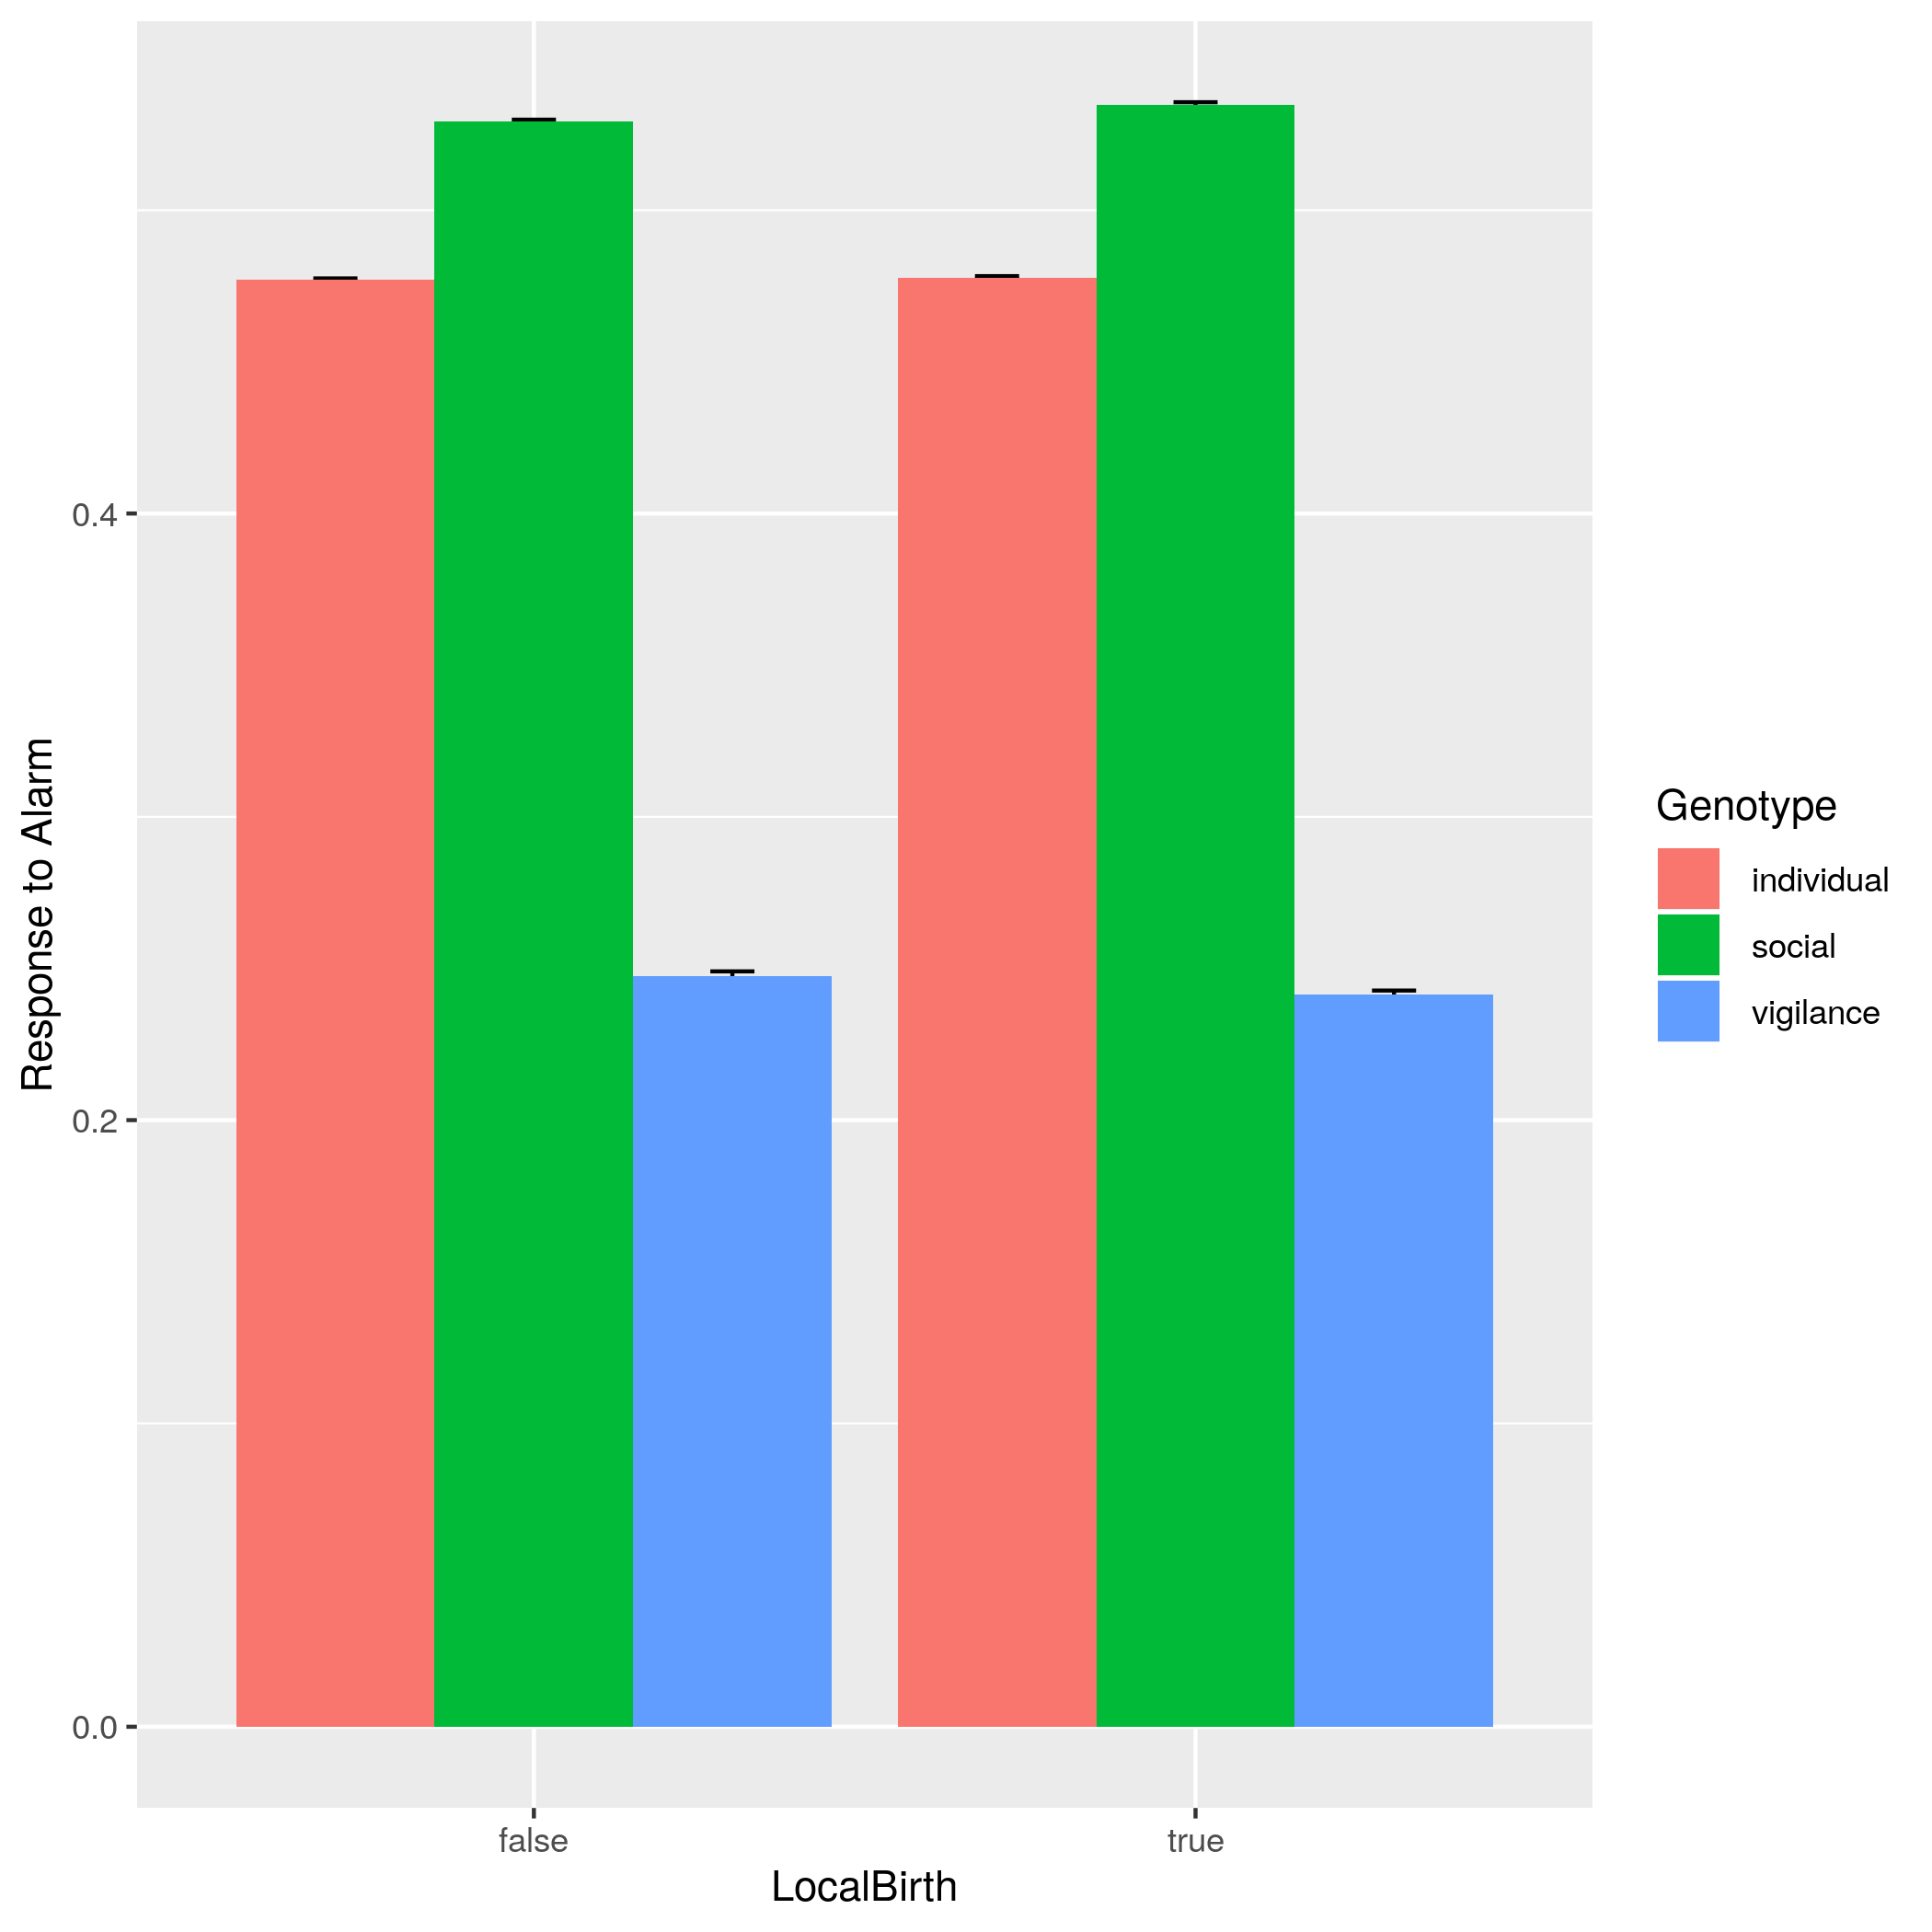 Response to Alarm
0.4
0.2
0.0
false
true
LocalBirth
Genotype
individual
social
vigilance